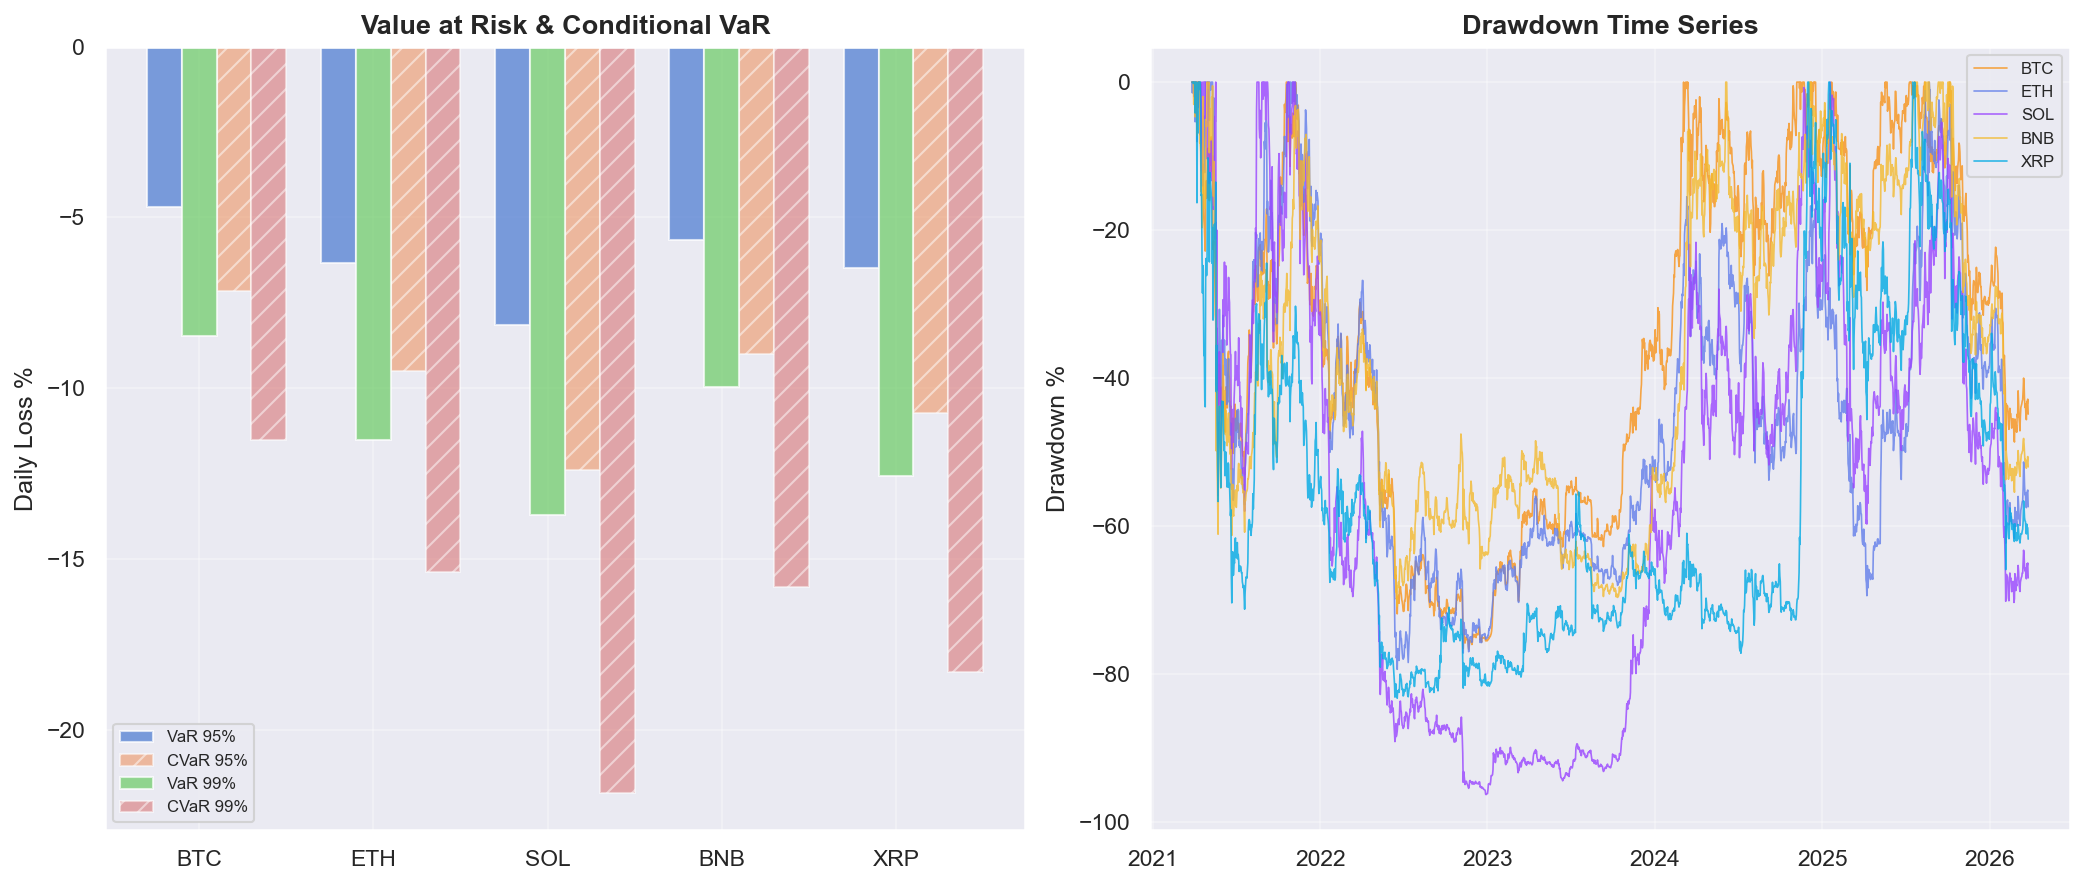 Value at Risk & Conditional VaR
Daily Loss %
0
−5
−10
−15
−20
VaR 95%
CVaR 95%
VaR 99%
CVaR 99%
BTC
ETH
SOL
BNB
XRP
Drawdown Time Series
Drawdown %
0
−20
−40
−60
−80
−100
BTC
ETH
SOL
BNB
XRP
2021
2022
2023
2024
2025
2026